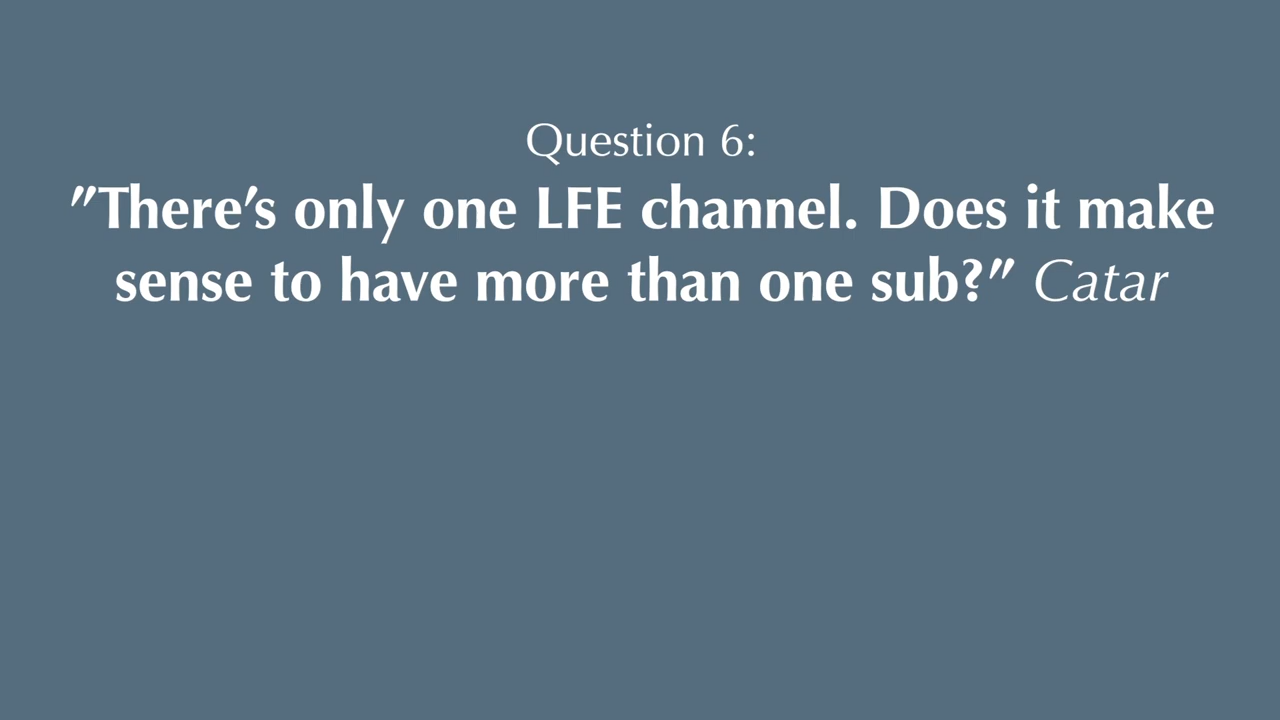 Question 6:
"There's only one LFE channel. Does it make
sense to have more than one sub?" Catar